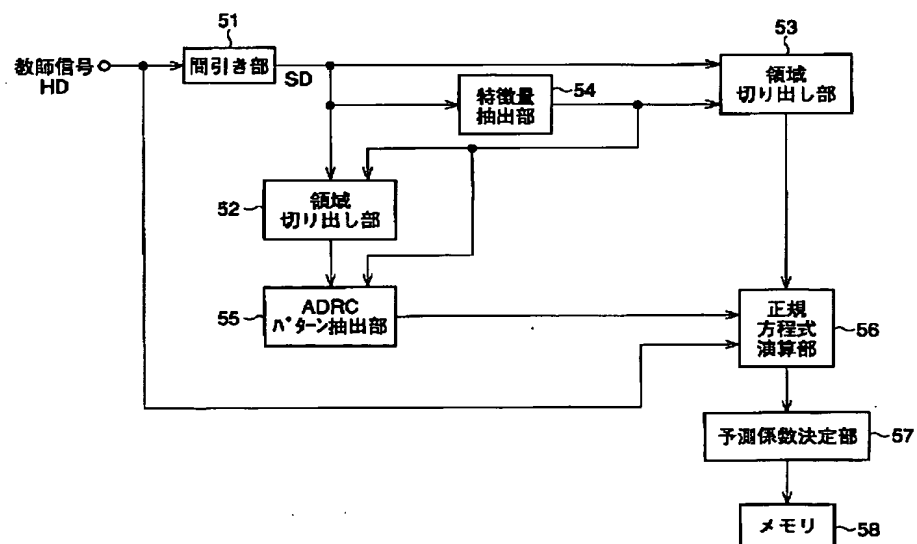 51
教師信号
HD
間引き部
SD
53
領域
切り出し部
特徴量
抽出部
54
52
領域
切り出し部
55
ADRC
パターン抽出部
正規
方程式
演算部
56
予測係数決定部
57
メモリ
58